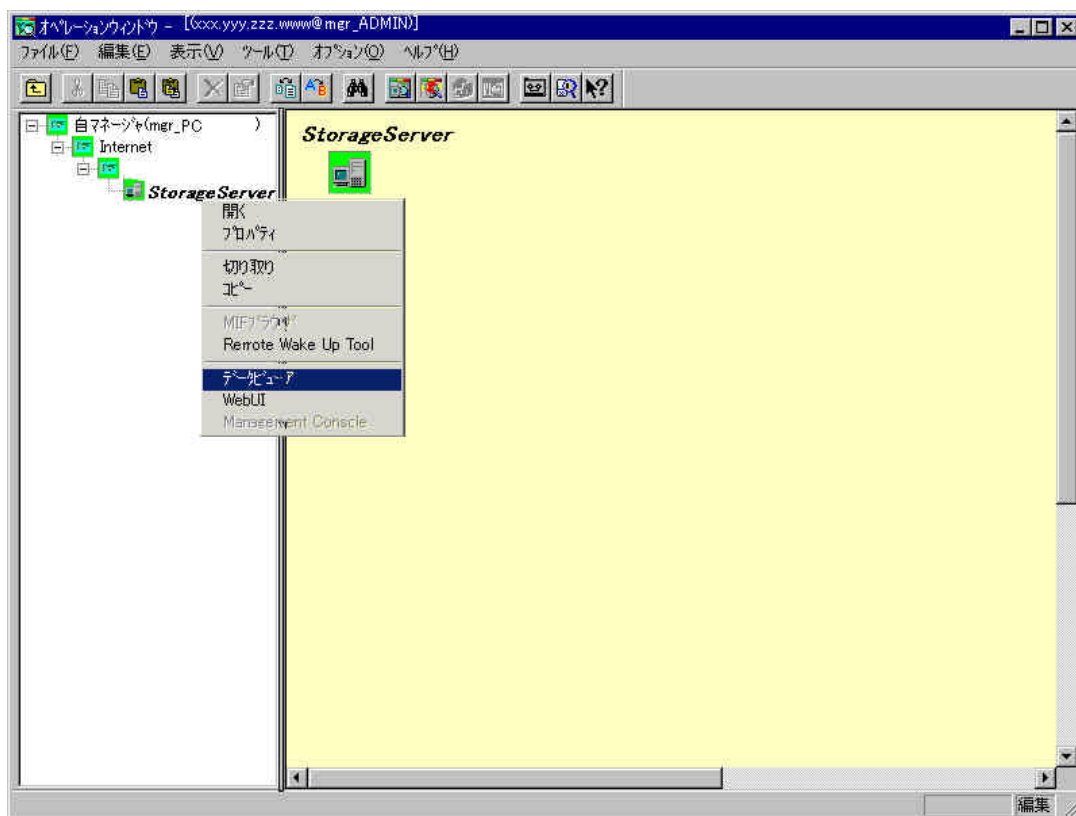 オペレーションウィンドウ - [(xxx.yyy.zzz.www@mgr_ADMIN)]
ファイル(F) 編集(E) 表示(V) ツール(T) オプション(O) ヘルプ(H)
自マネージャ(mgr_PC )
Internet
StorageServer
StorageServer
開く
プロパティ
切り取り
コピー
MIFブラウザ
Remote Wake Up Tool
データビューア
WebUI
Management Console
編集